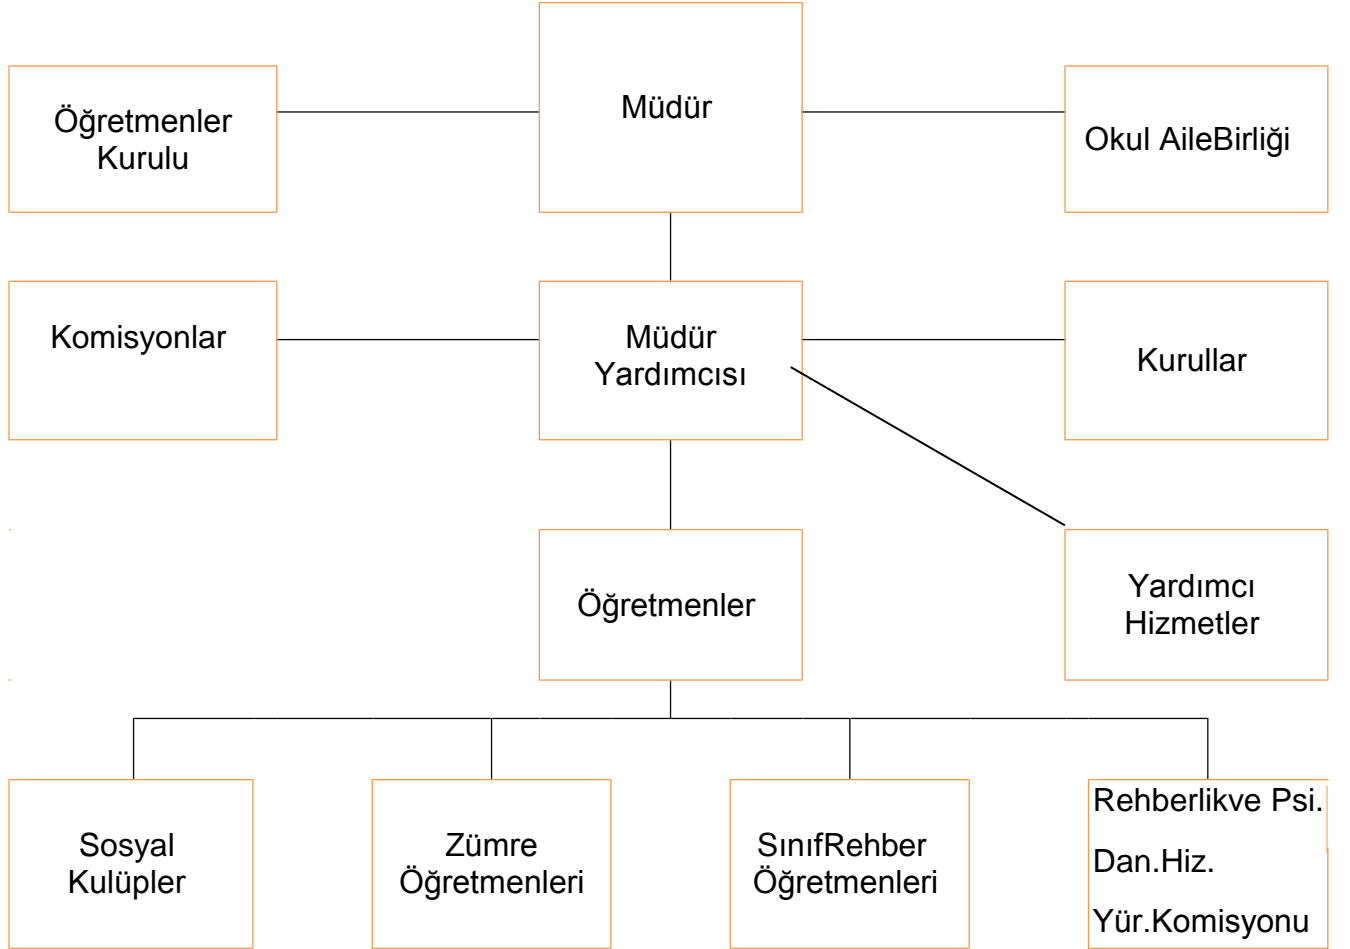 Müdür
Öğretmenler
Kurulu
Okul AileBirliği
Komisyonlar
Müdür
Yardımcısı
Kurullar
Öğretmenler
Yardımcı
Hizmetler
Sosyal
Kulüpler
Zümre
Öğretmenleri
SınıfRehber
Öğretmenleri
Rehberlikve Psi.
Dan.Hiz.
Yür.Komisyonu